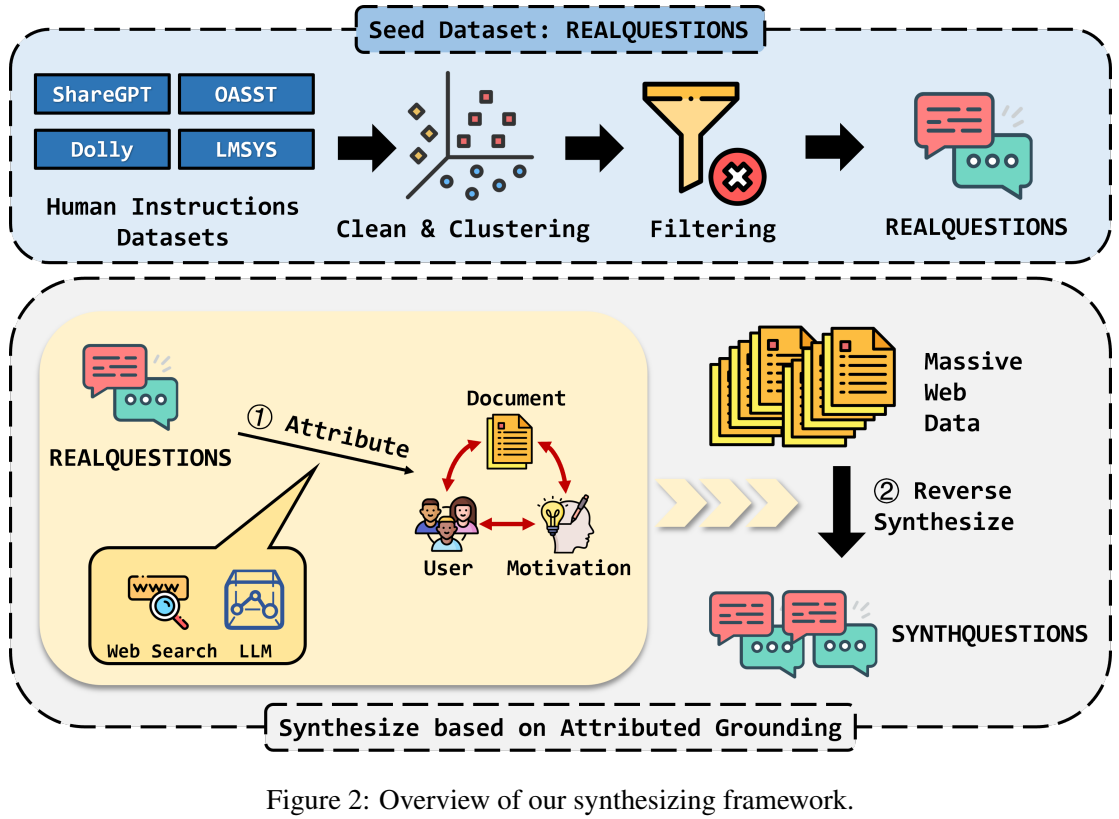 Seed Dataset: REALQUESTIONS
ShareGPT
OASST
Dolly
LMSYS
Human Instructions
Datasets
Clean & Clustering
Filtering
REALQUESTIONS
REALQUESTIONS
① Attribute
Document
User
Motivation
www
Web Search
LLM
Massive
Web
Data
② Reverse
Synthesize
SYNTHQUESTIONS
Synthesize based on Attributed Grounding
Figure 2: Overview of our synthesizing framework.